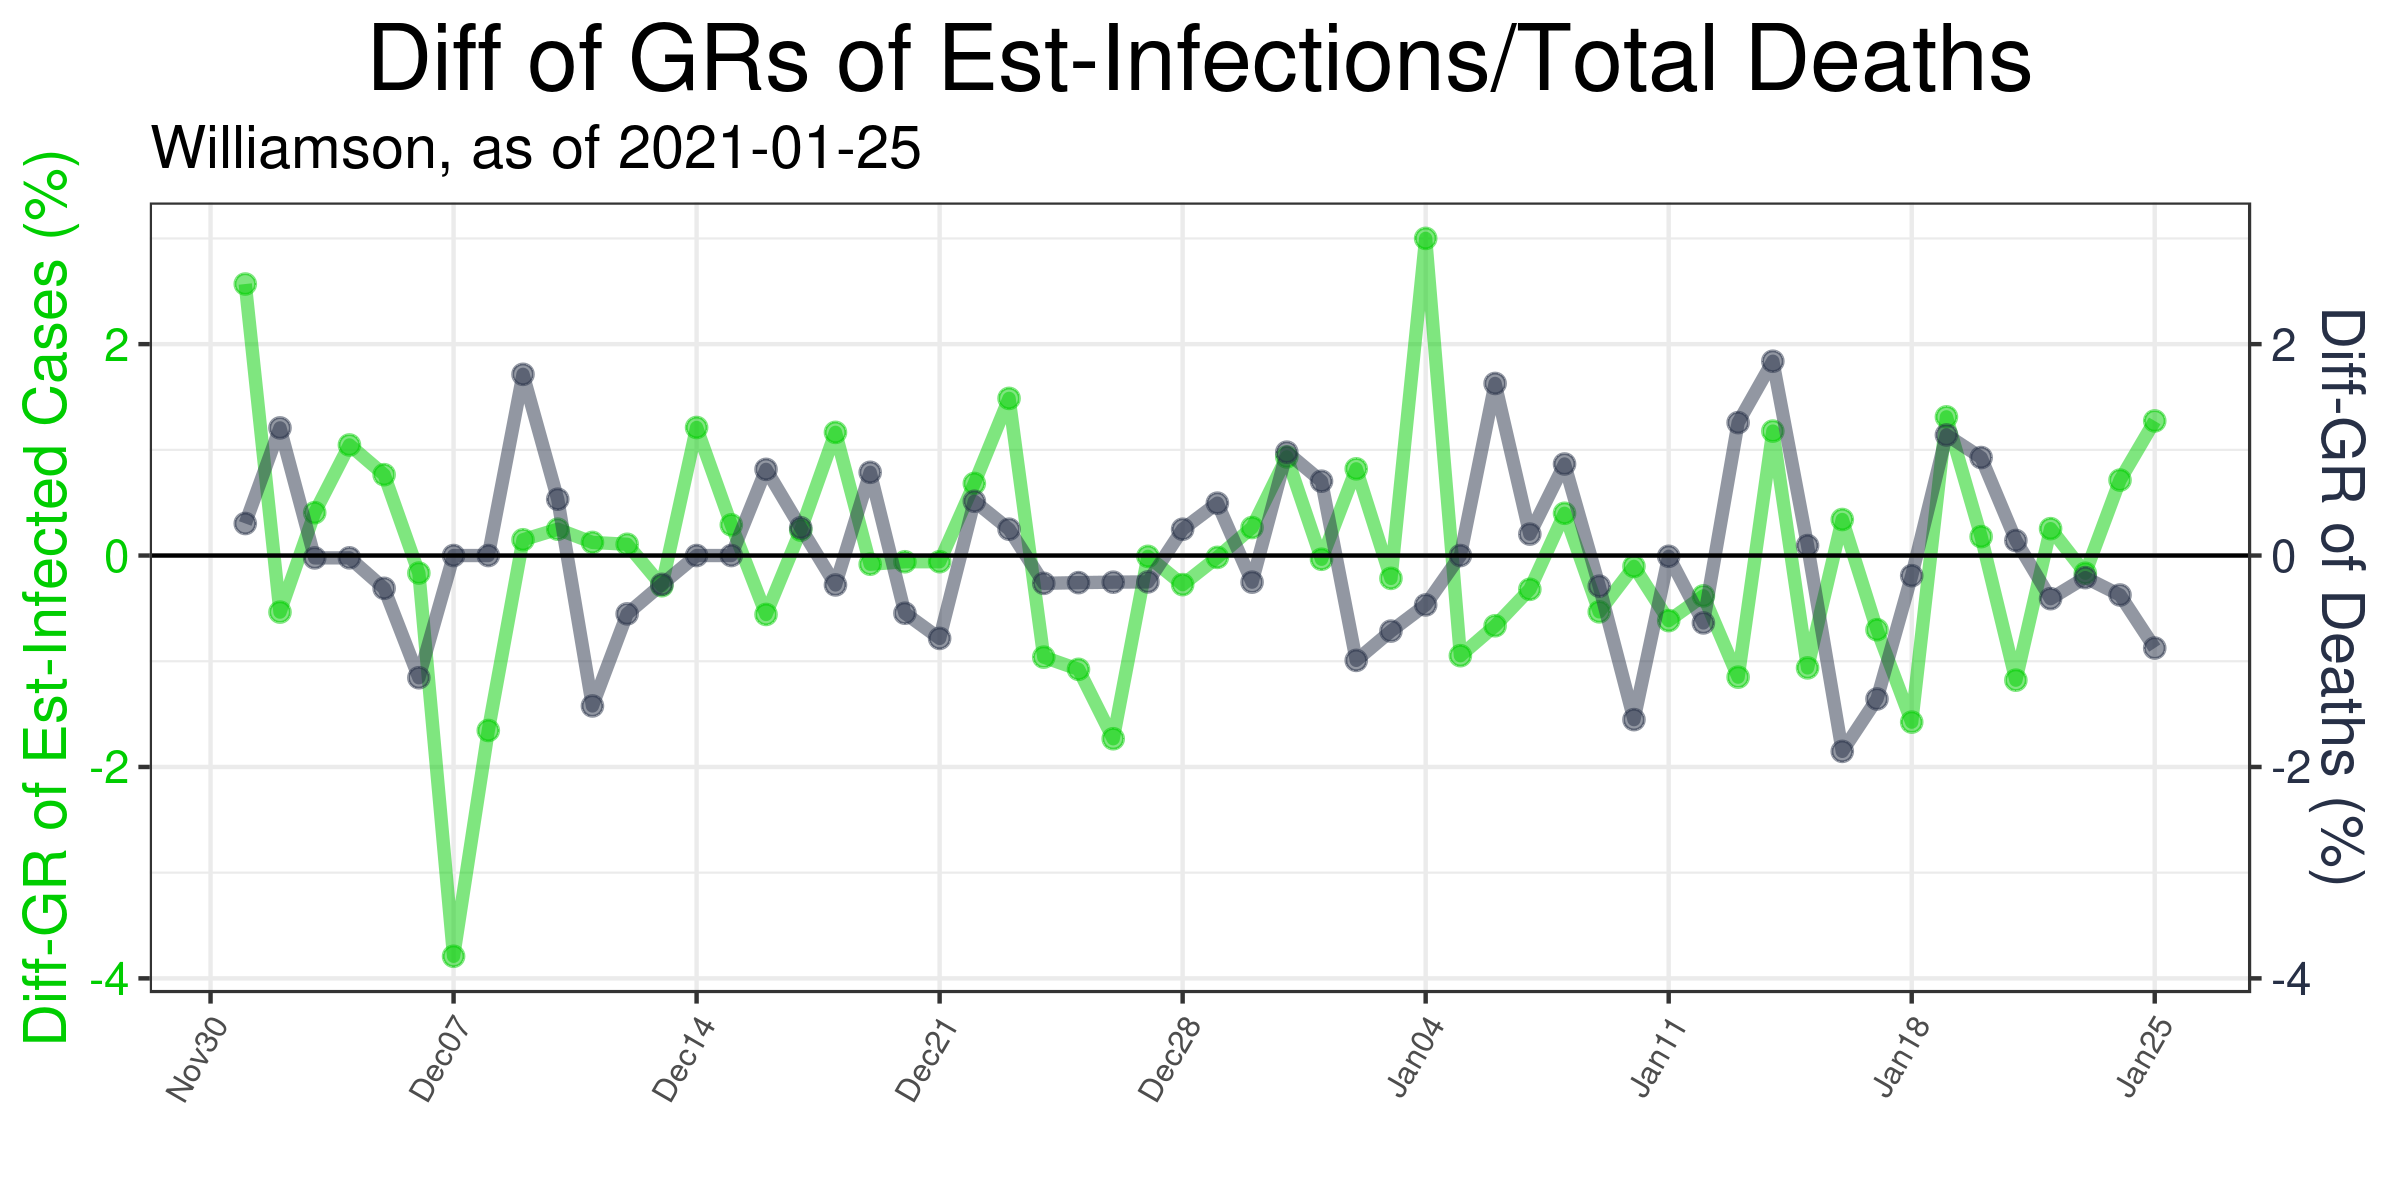 Diff of GRs of Est-Infections/Total Deaths
Williamson, as of 2021-01-25
Diff-GR of Est-Infected Cases (%)
2
0
-2
-4
2
0
-2
-4
Diff-GR of Deaths (%)
Nov30
Dec07
Dec14
Dec21
Dec28
Jan04
Jan11
Jan18
Jan25